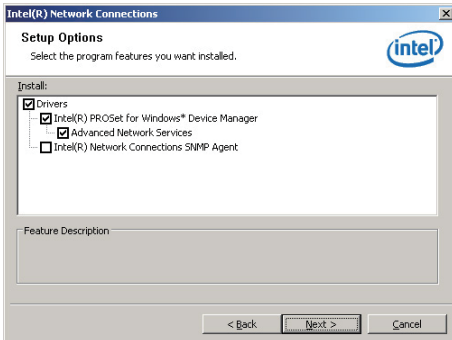 Intel(R) Network Connections
Setup Options
Select the program features you want installed.
intel
Install:
Drivers
Intel(R) PROSet for Windows* Device Manager
Advanced Network Services
Intel(R) Network Connections SNMP Agent
Feature Description
< Back
Next >
Cancel